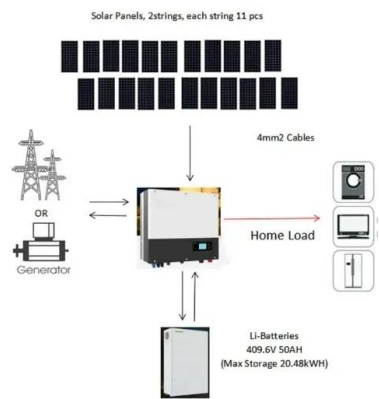 Solar Panels, 2strings, each string 11 pcs
4mm2 Cables
OR
Generator
Home Load
Li-Batteries
409.6V 50AH
(Max Storage 20.48kWH)